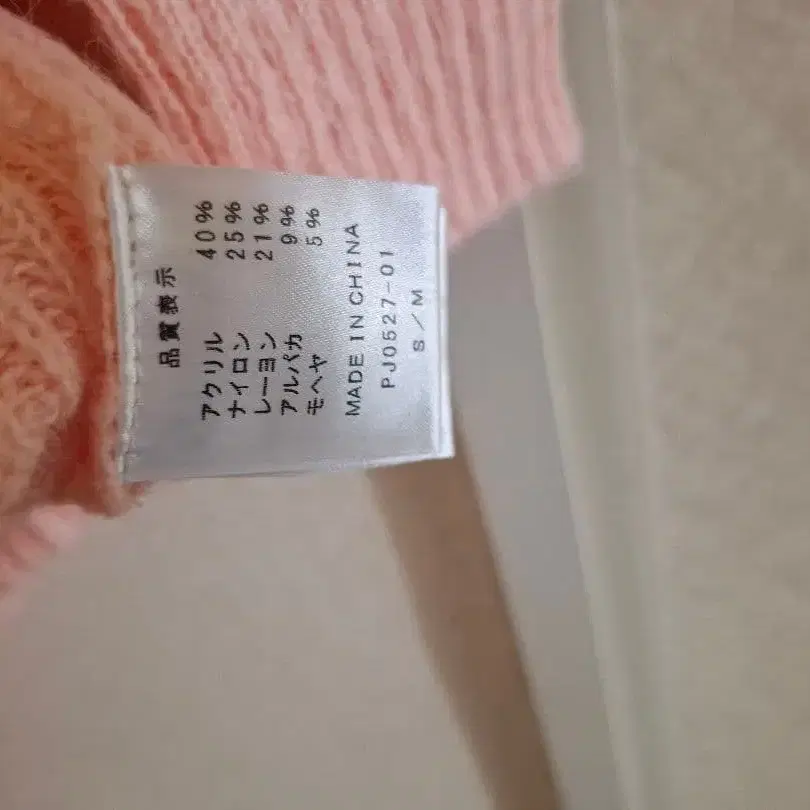 品質表示
アクリル 40%
ナイロン 25%
レーヨン 21%
アルパカ 9%
モヘヤ 5%
MADE IN CHINA
PJ0527-01
S/M